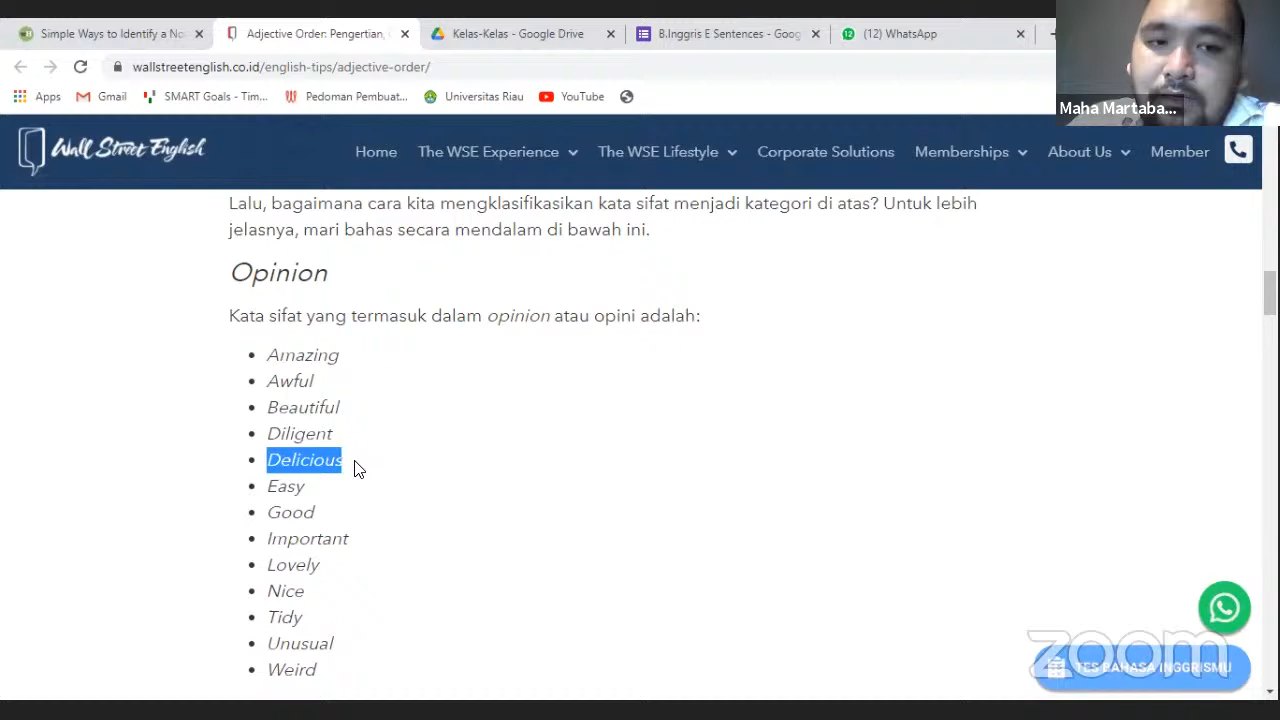 Simple Ways to Identify a No
Adjective Order: Pengertian,
Kelas-Kelas - Google Drive
B.Inggris E Sentences - Goog
(12) WhatsApp
wallstreetenglish.co.id/english-tips/adjective-order/
Apps
Gmail
SMART Goals - Tim...
Pedoman Pembuat...
Universitas Riau
YouTube
Maha Martaba...
Wall Street English
Home
The WSE Experience
The WSE Lifestyle
Corporate Solutions
Memberships
About Us
Member
Lalu, bagaimana cara kita mengklasifikasikan kata sifat menjadi kategori di atas? Untuk lebih
jelasnya, mari bahas secara mendalam di bawah ini.
Opinion
Kata sifat yang termasuk dalam opinion atau opini adalah:
• Amazing
• Awful
• Beautiful
• Diligent
• Delicious
• Easy
• Good
• Important
• Lovely
• Nice
• Tidy
• Unusual
• Weird
zoom
TES BAHASA INGGRISMU